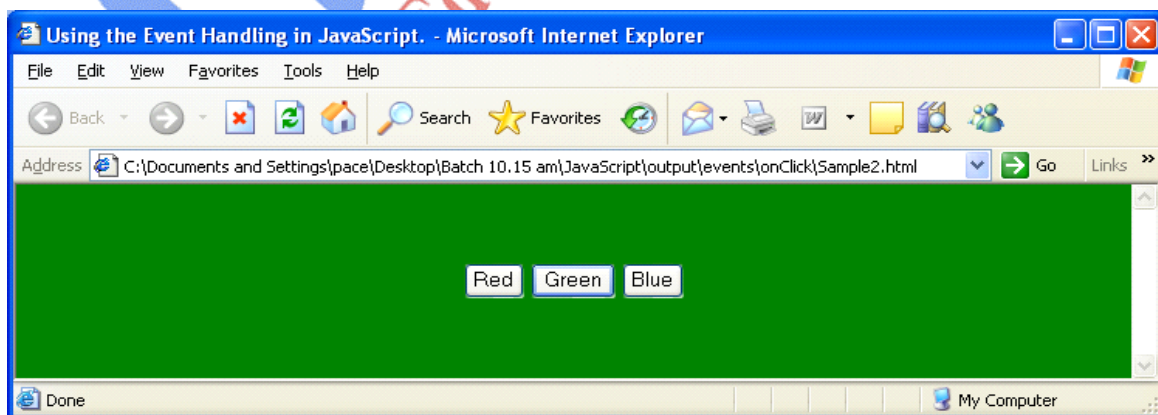 Using the Event Handling in JavaScript. - Microsoft Internet Explorer
File Edit View Favorites Tools Help
Back Search Favorites
Address C:\Documents and Settings\pace\Desktop\Batch 10.15 am\JavaScript\output\events\onClick\Sample2.html Go Links »
Red Green Blue
Done My Computer